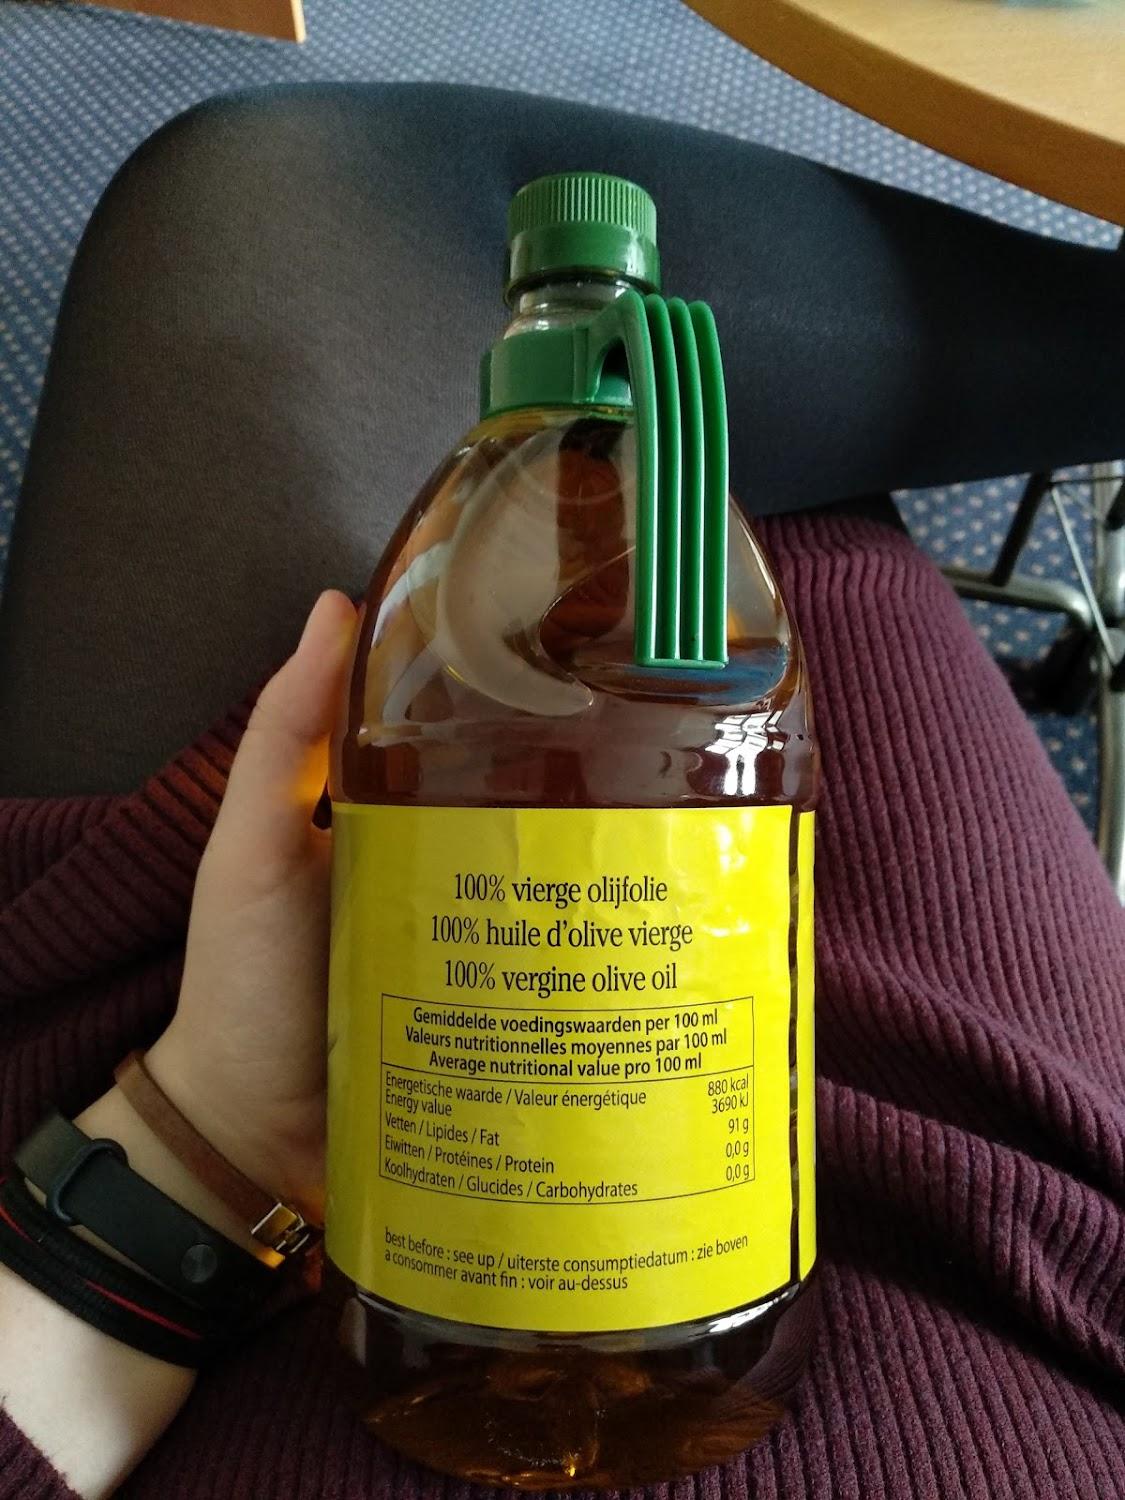 100% vierge olijfolie
100% huile d'olive vierge
100% vergine olive oil
Gemiddelde voedingswaarden per 100 ml
Valeurs nutritionnelles moyennes par 100 ml
Average nutritional value pro 100 ml
Energetische waarde / Valeur énergétique 880 kcal
Energy value 3690 kJ
Vetten / Lipides / Fat 91 g
Eiwitten / Protéines / Protein 0,0 g
Koolhydraten / Glucides / Carbohydrates 0,0 g
best before : see up / uiterste consumptiedatum : zie boven
a consommer avant fin : voir au-dessus